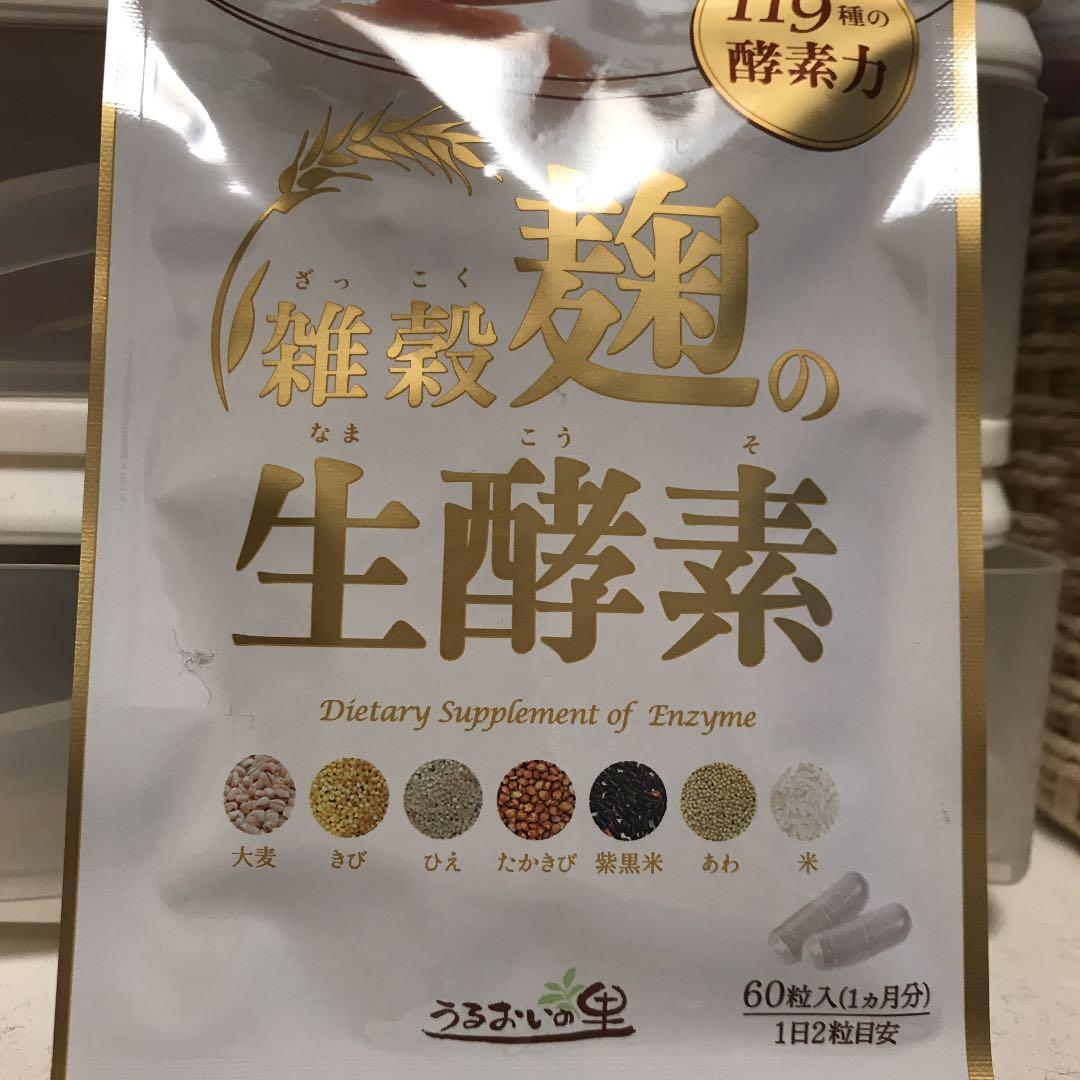 119種の
酵素力
ざっこく
雑穀麹の
なまこうそ
生酵素
Dietary Supplement of Enzyme
大麦 きび ひえ たかきび 紫黒米 あわ 米
うるおいの里
60粒入(1ヵ月分)
1日2粒目安